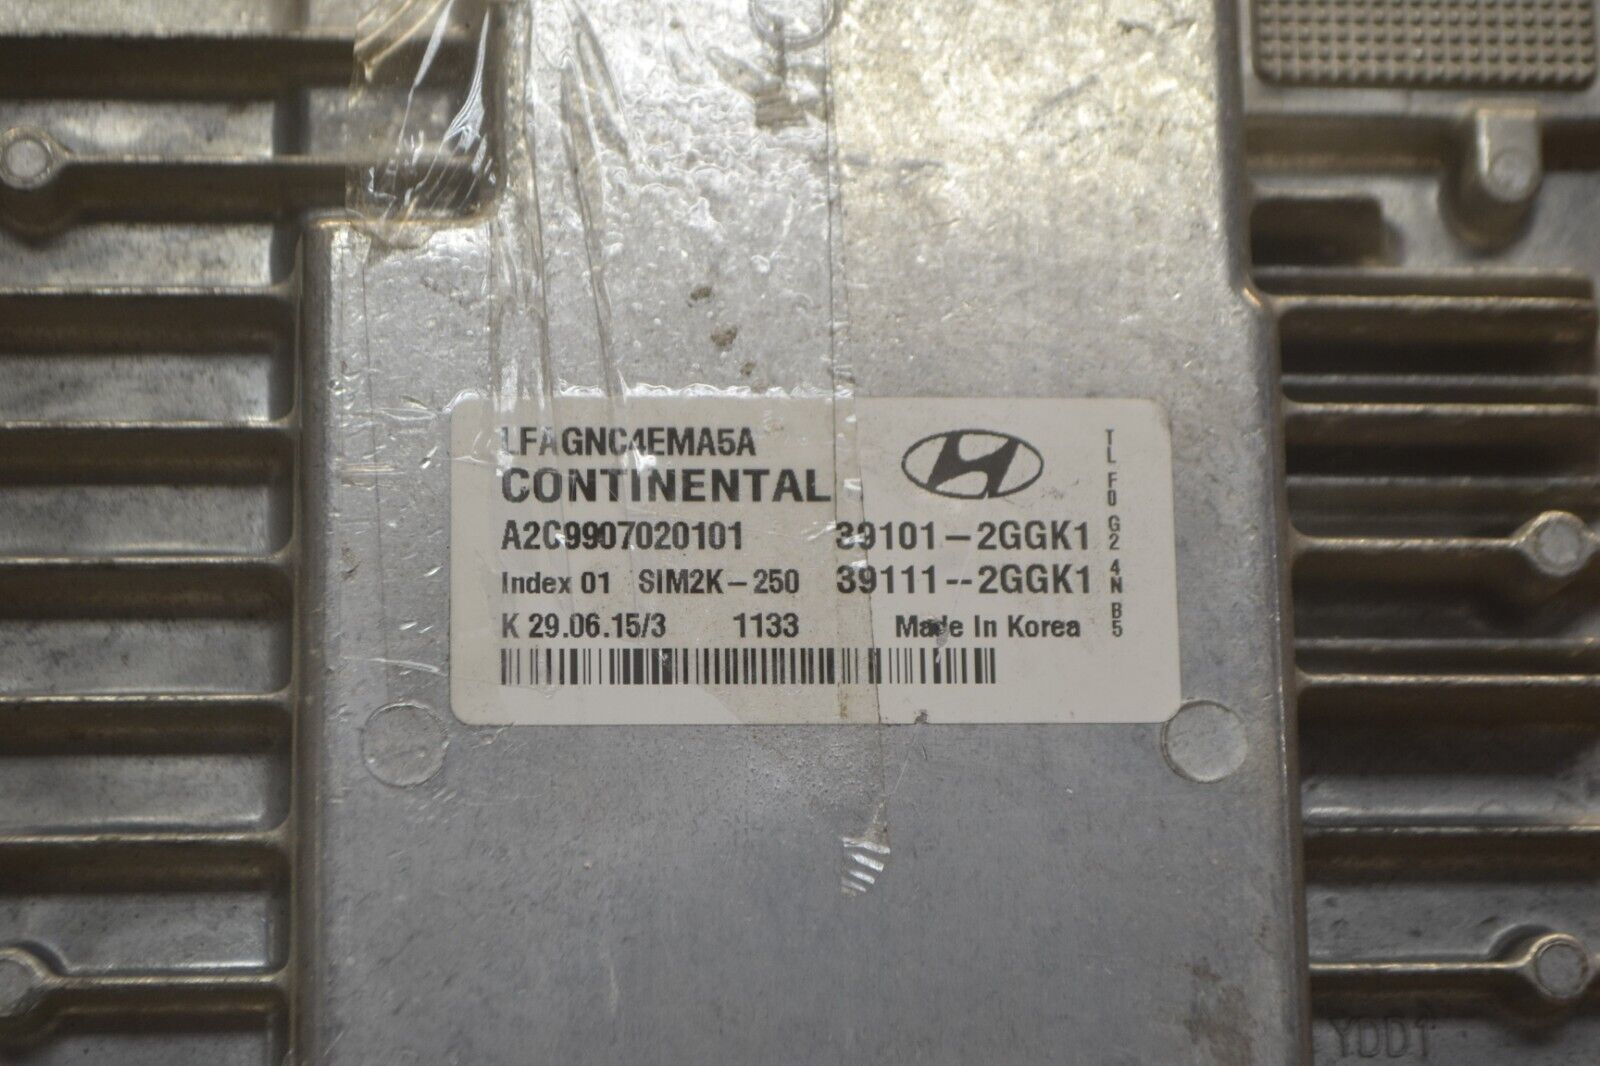 LFAGNC4EMA5A
CONTINENTAL
A2C9907020101 39101-2GGK1
Index 01 SIM2K-250 39111--2GGK1
K 29.06.15/3 1133 Made In Korea
TL F0 G2 4N B5
YDD1